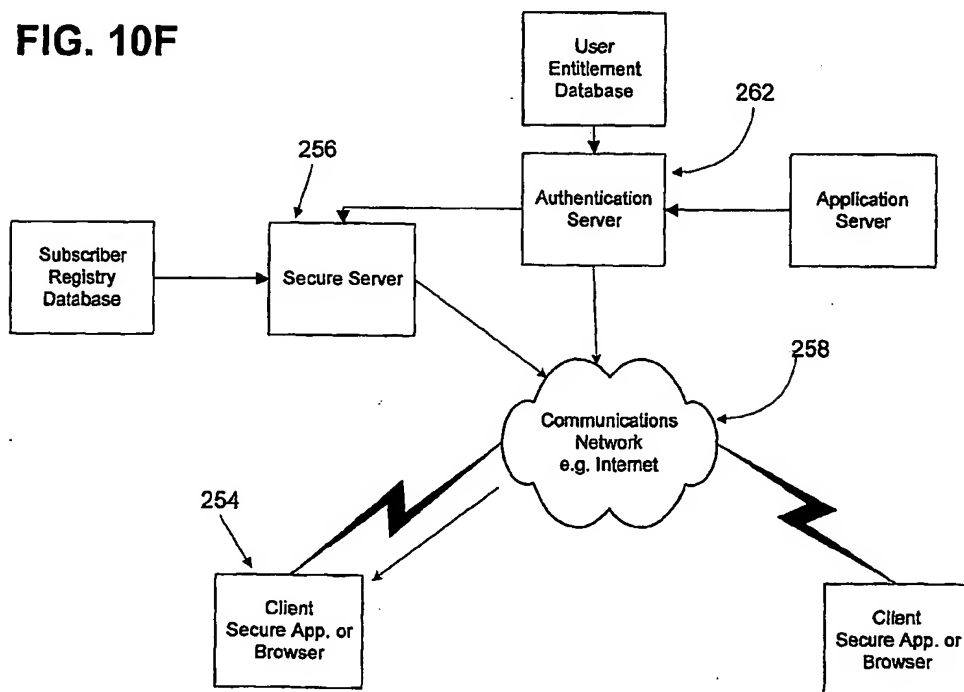 FIG. 10F
User
Entitlement
Database
262
256
Authentication
Server
Application
Server
Subscriber
Registry
Database
Secure Server
258
Communications
Network
e.g. Internet
254
Client
Secure App. or
Browser
Client
Secure App. or
Browser